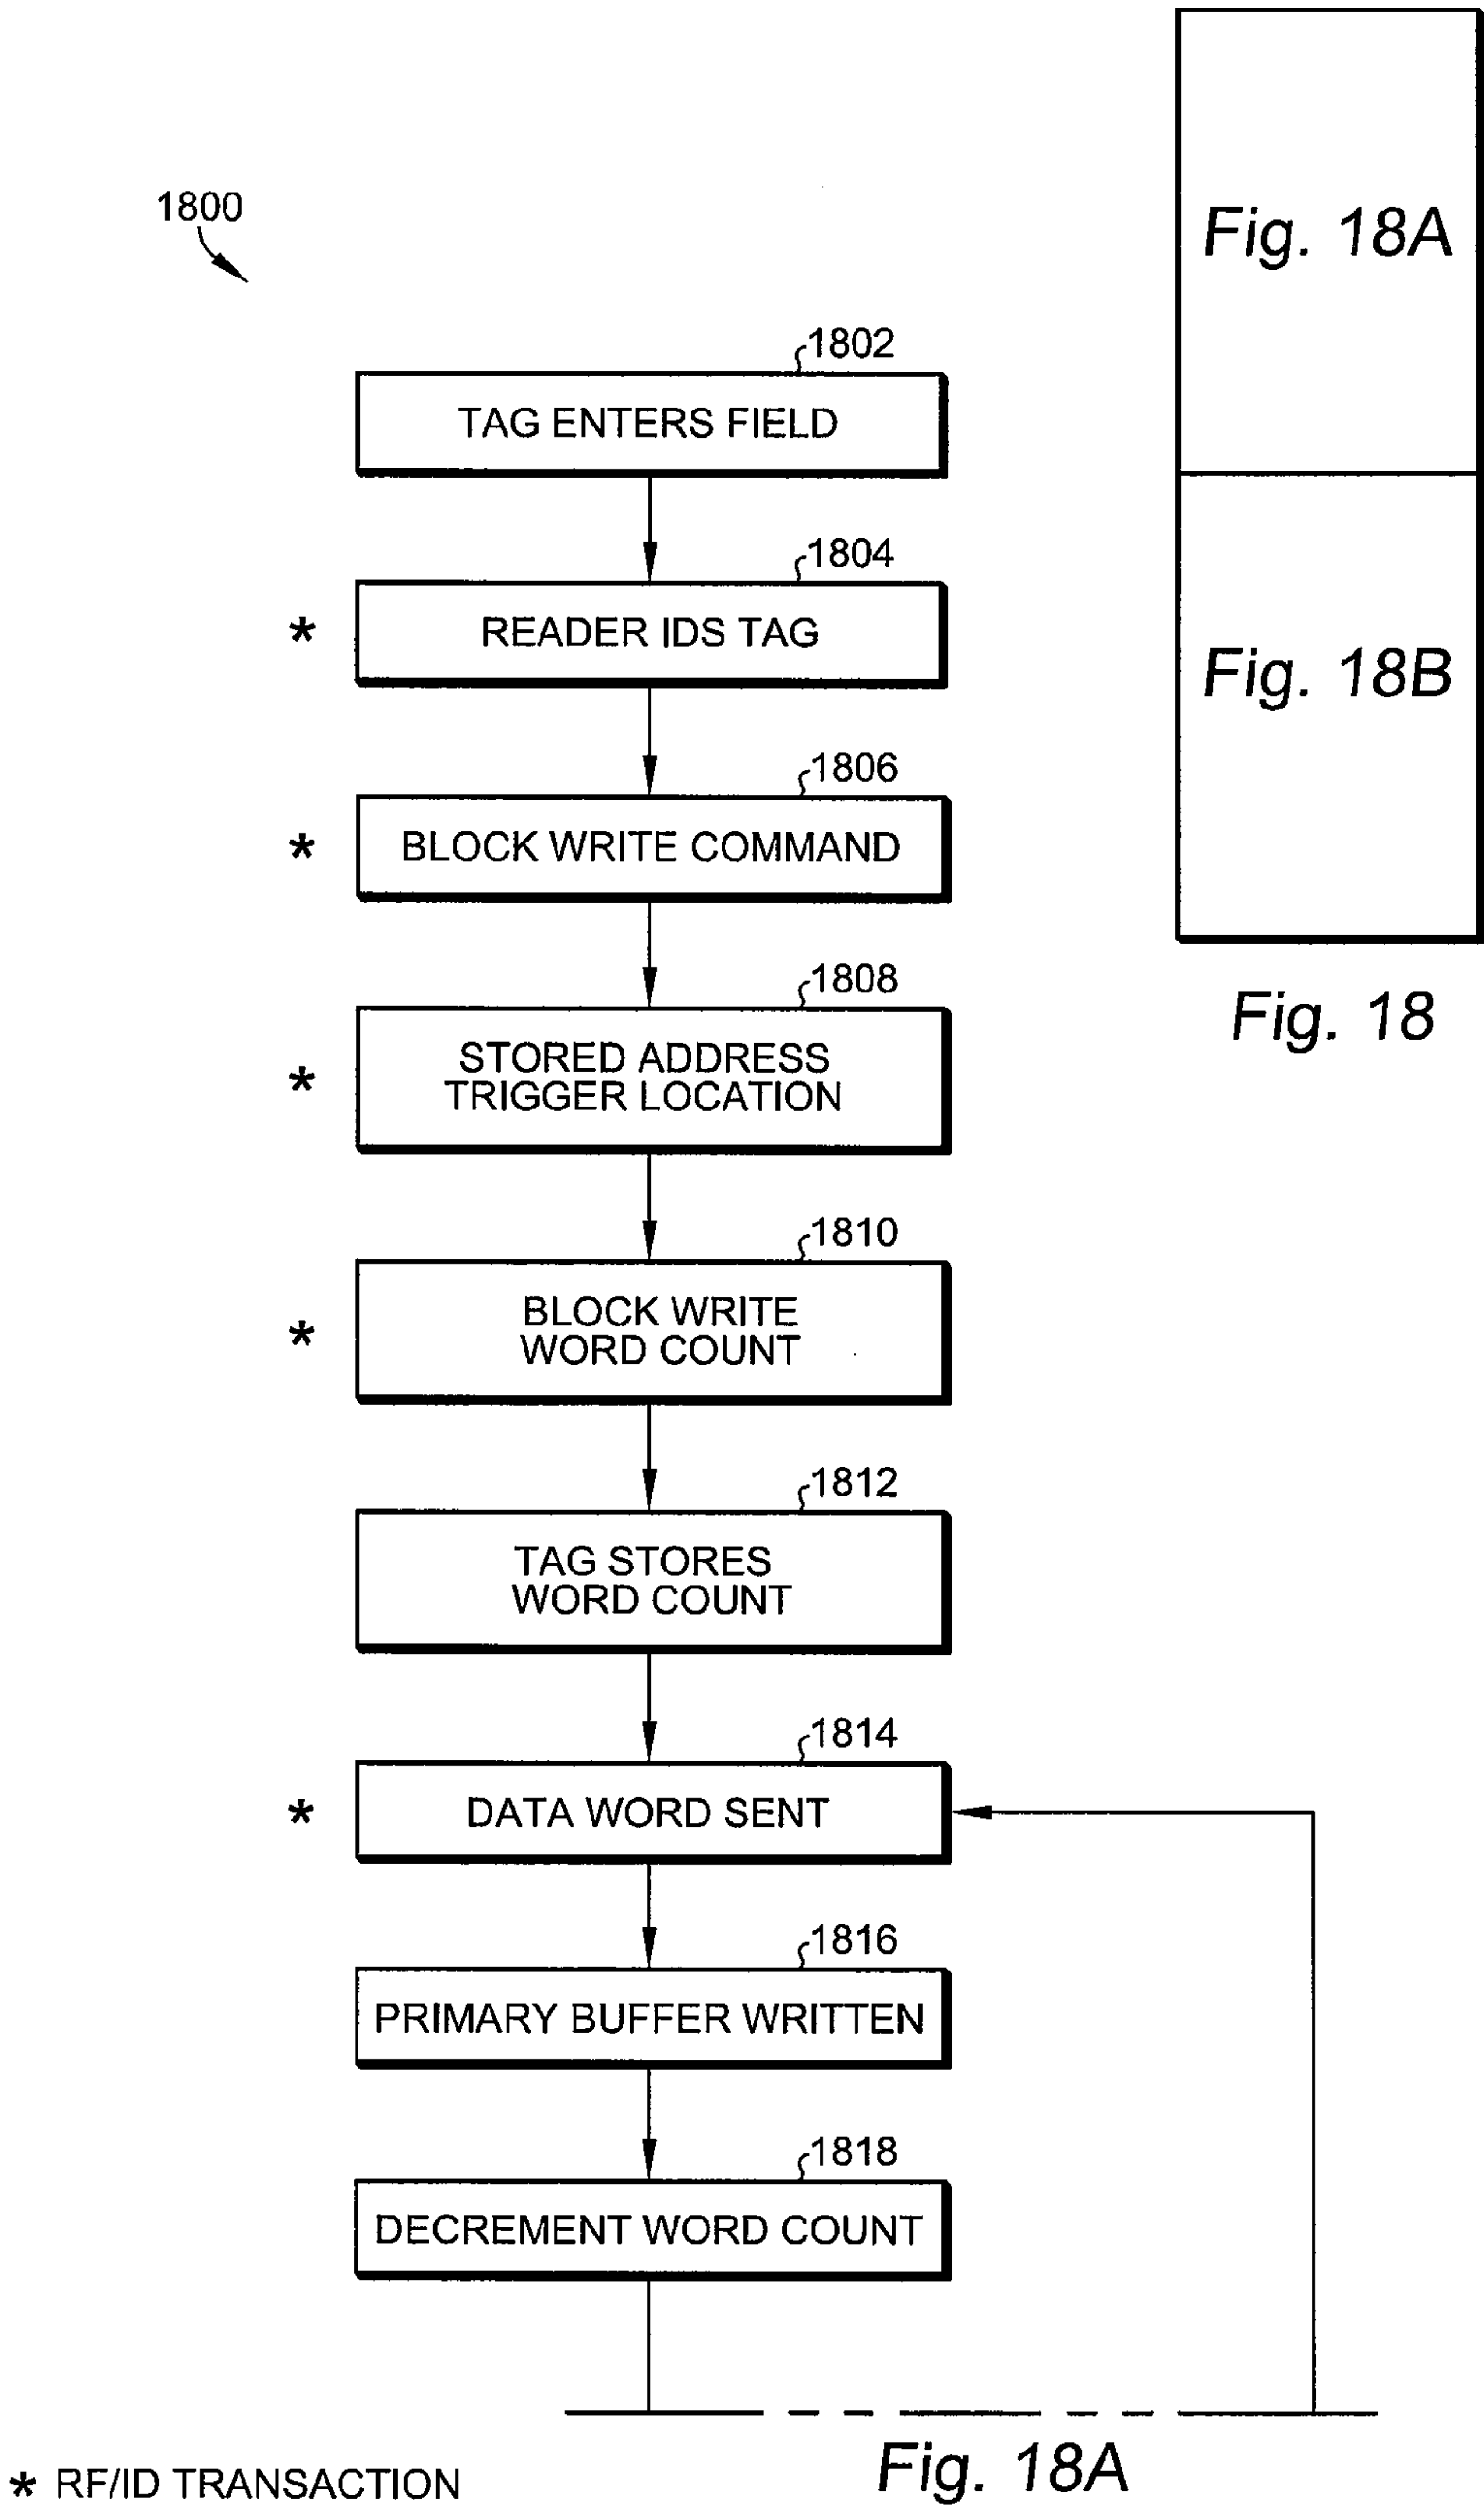 1800
Fig. 18A
Fig. 18B
Fig. 18
1802
TAG ENTERS FIELD
1804
* READER IDS TAG
1806
* BLOCK WRITE COMMAND
1808
* STORED ADDRESS
TRIGGER LOCATION
1810
* BLOCK WRITE
WORD COUNT
1812
TAG STORES
WORD COUNT
1814
* DATA WORD SENT
1816
PRIMARY BUFFER WRITTEN
1818
DECREMENT WORD COUNT
* RF/ID TRANSACTION
Fig. 18A